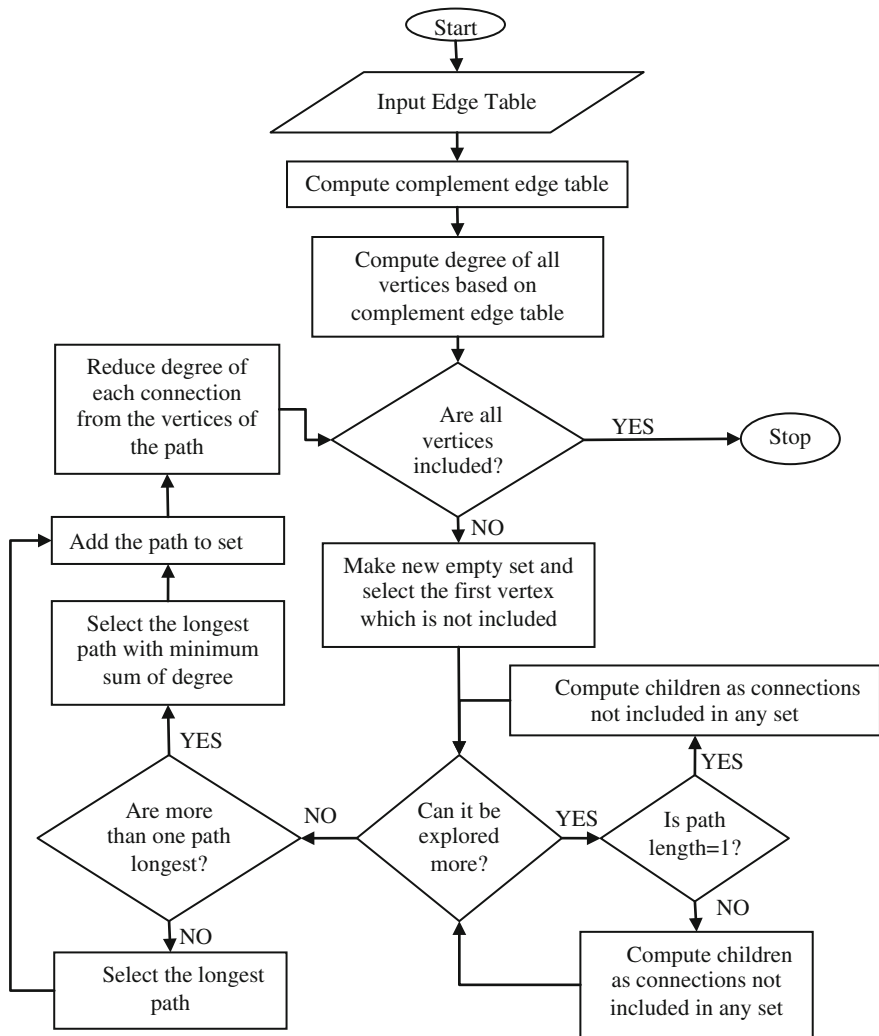 Start
Input Edge Table
Compute complement edge table
Compute degree of all
vertices based on
complement edge table
Reduce degree of
each connection
from the vertices of
the path
Are all
vertices
included?
YES
Stop
NO
Add the path to set
Make new empty set and
select the first vertex
which is not included
Select the longest
path with minimum
sum of degree
Compute children as connections
not included in any set
YES
YES
Are more
than one path
longest?
NO
Can it be
explored
more?
YES
Is path
length=1?
NO
NO
Select the longest
path
Compute children
as connections not
included in any set